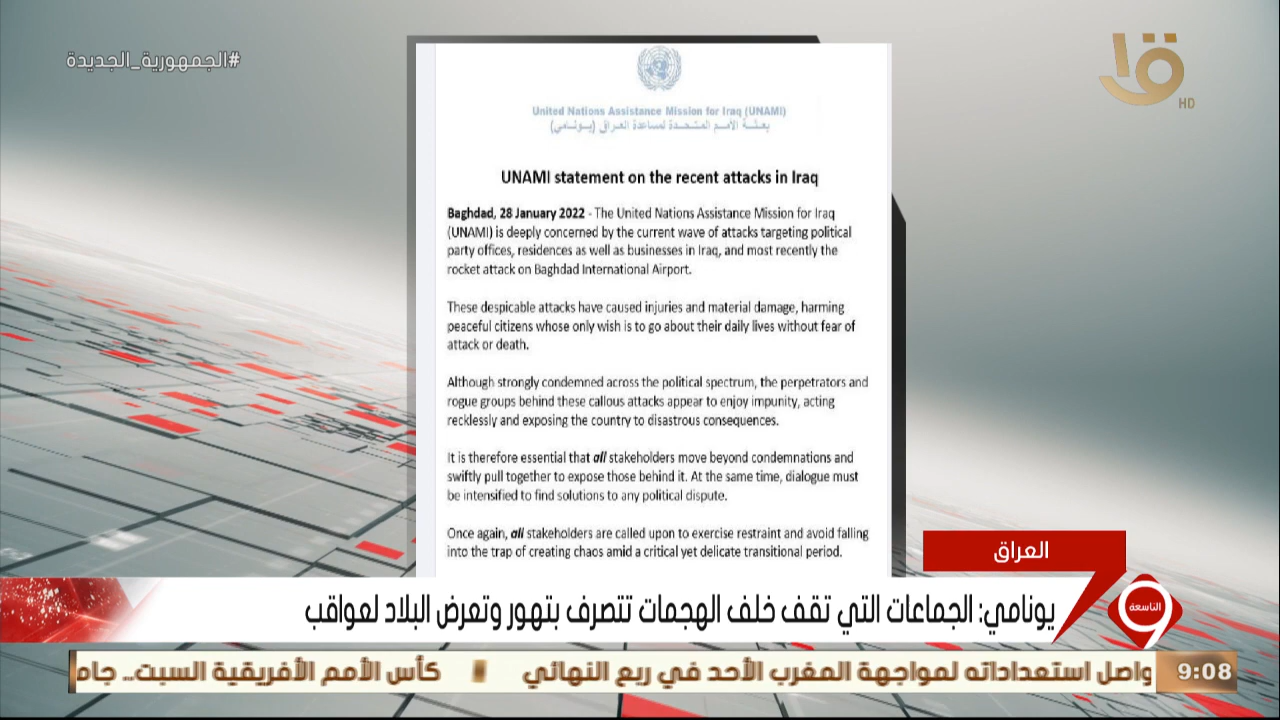 #الجمهورية_الجديدة
HD
United Nations Assistance Mission for Iraq (UNAMI)
بعثة الأمم المتحدة لمساعدة العراق (يونامي)
UNAMI statement on the recent attacks in Iraq
Baghdad, 28 January 2022 - The United Nations Assistance Mission for Iraq
(UNAMI) is deeply concerned by the current wave of attacks targeting political
party offices, residences as well as businesses in Iraq, and most recently the
rocket attack on Baghdad International Airport.
These despicable attacks have caused injuries and material damage, harming
peaceful citizens whose only wish is to go about their daily lives without fear of
attack or death.
Although strongly condemned across the political spectrum, the perpetrators and
rogue groups behind these callous attacks appear to enjoy impunity, acting
recklessly and exposing the country to disastrous consequences.
It is therefore essential that all stakeholders move beyond condemnations and
swiftly pull together to expose those behind it. At the same time, dialogue must
be intensified to find solutions to any political dispute.
Once again, all stakeholders are called upon to exercise restraint and avoid falling
into the trap of creating chaos amid a critical yet delicate transitional period.
العراق
التاسعة
يونامي: الجماعات التي تقف خلف الهجمات تتصرف بتهور وتعرض البلاد لعواقب
9:08
واصل استعداداته لمواجهة المغرب الأحد في ربع النهائي
كأس الأمم الأفريقية السبت.. جام